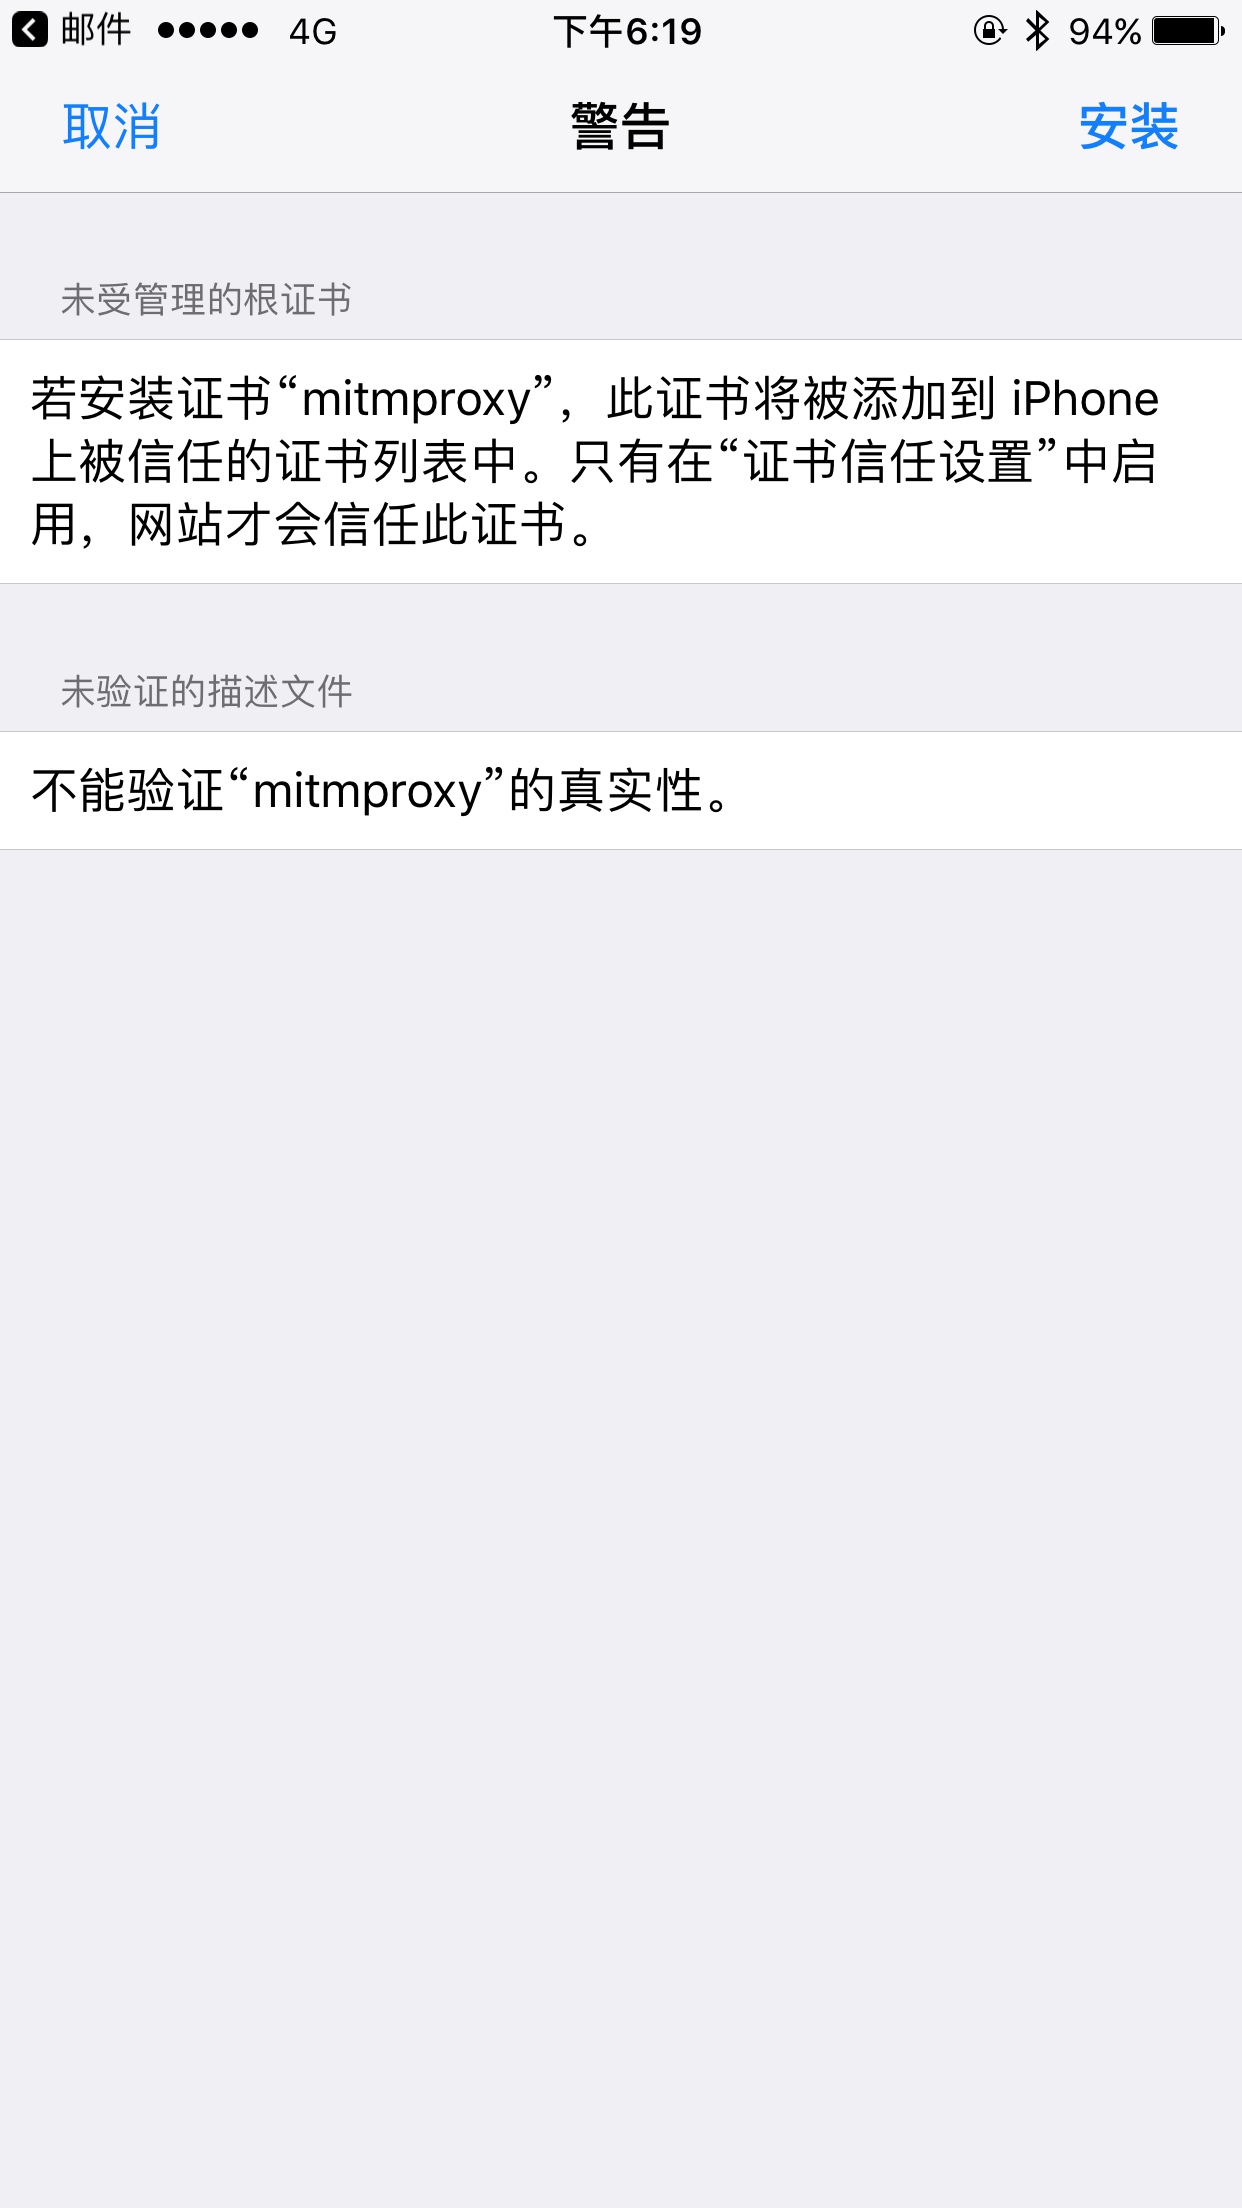 邮件 4G 下午6:19 94%
取消 警告 安装
未受管理的根证书
若安装证书“mitmproxy”，此证书将被添加到 iPhone
上被信任的证书列表中。只有在“证书信任设置”中启
用，网站才会信任此证书。
未验证的描述文件
不能验证“mitmproxy”的真实性。